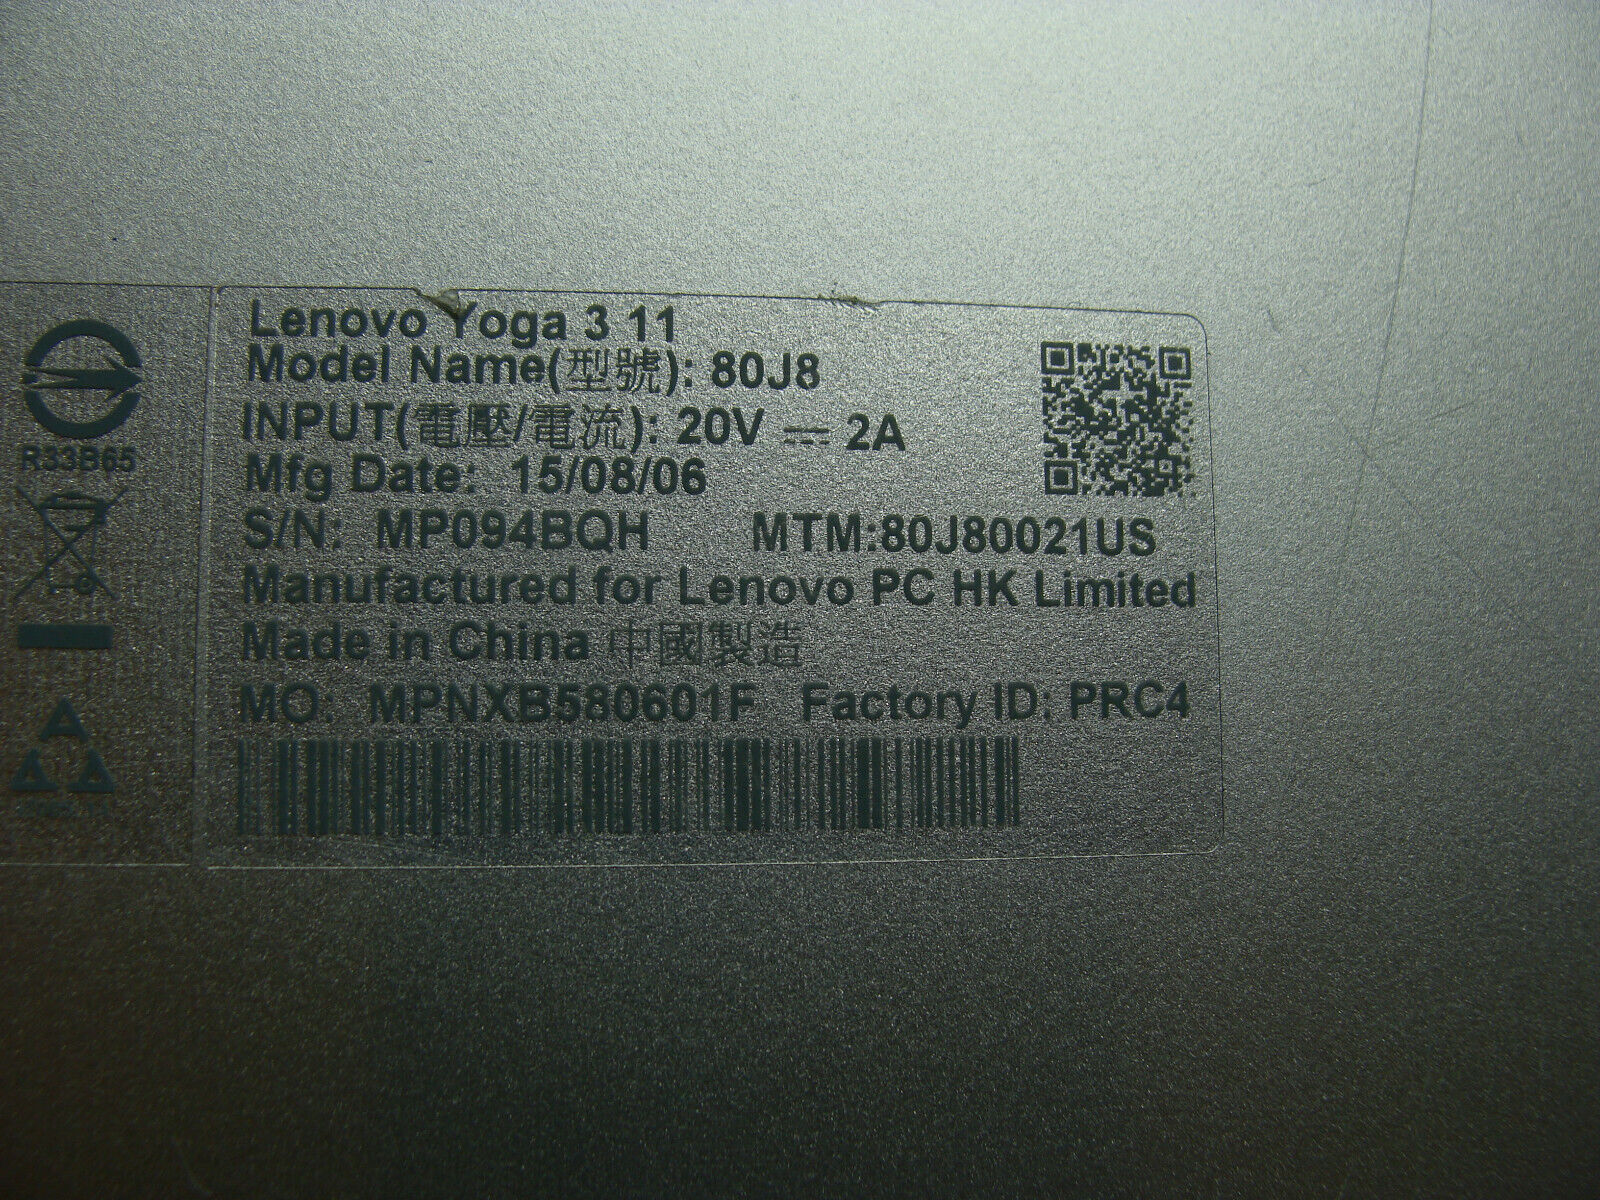 Lenovo Yoga 3 11
Model Name(型號): 80J8
INPUT(電壓/電流): 20V ⎓ 2A
Mfg Date: 15/08/06
S/N: MP094BQH MTM:80J80021US
Manufactured for Lenovo PC HK Limited
Made in China 中國製造
MO: MPNXB580601F Factory ID: PRC4
R33B65